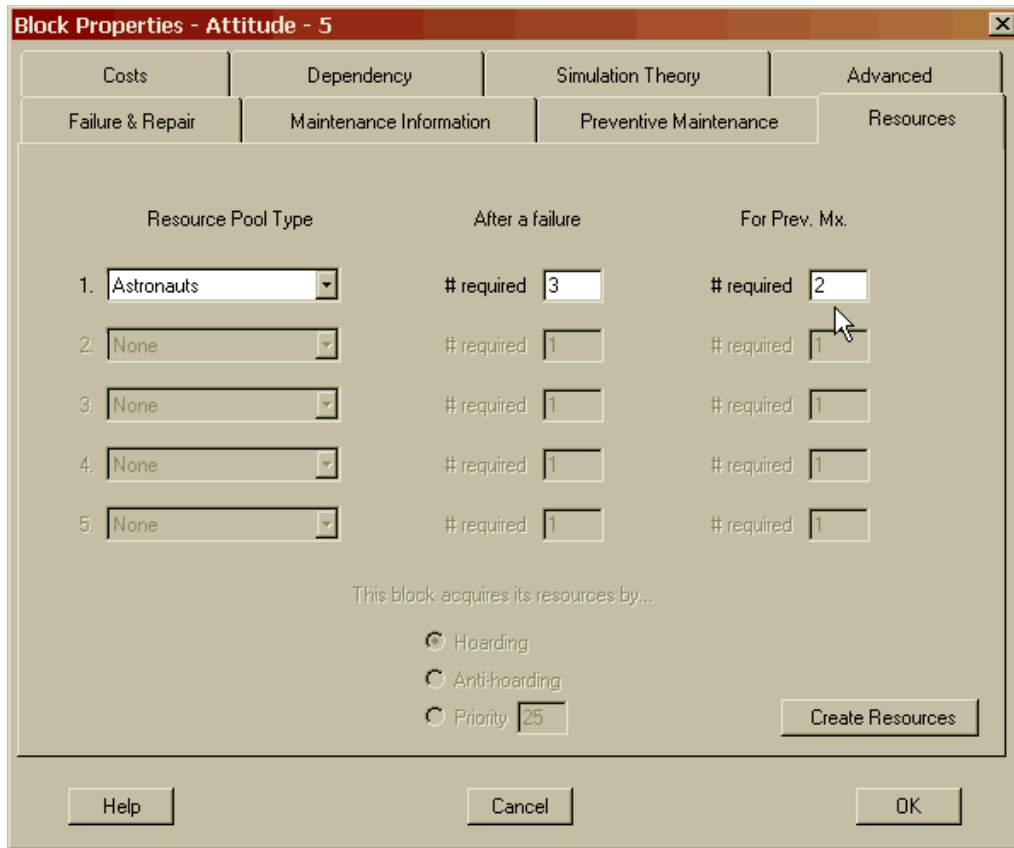 Block Properties - Attitude - 5
Costs Dependency Simulation Theory Advanced
Failure & Repair Maintenance Information Preventive Maintenance Resources
Resource Pool Type After a failure For Prev. Mx.
1. Astronauts # required 3 # required 2
2. None # required 1 # required 1
3. None # required 1 # required 1
4. None # required 1 # required 1
5. None # required 1 # required 1
This block acquires its resources by...
Hoarding
Anti-hoarding
Priority 25
Create Resources
Help Cancel OK